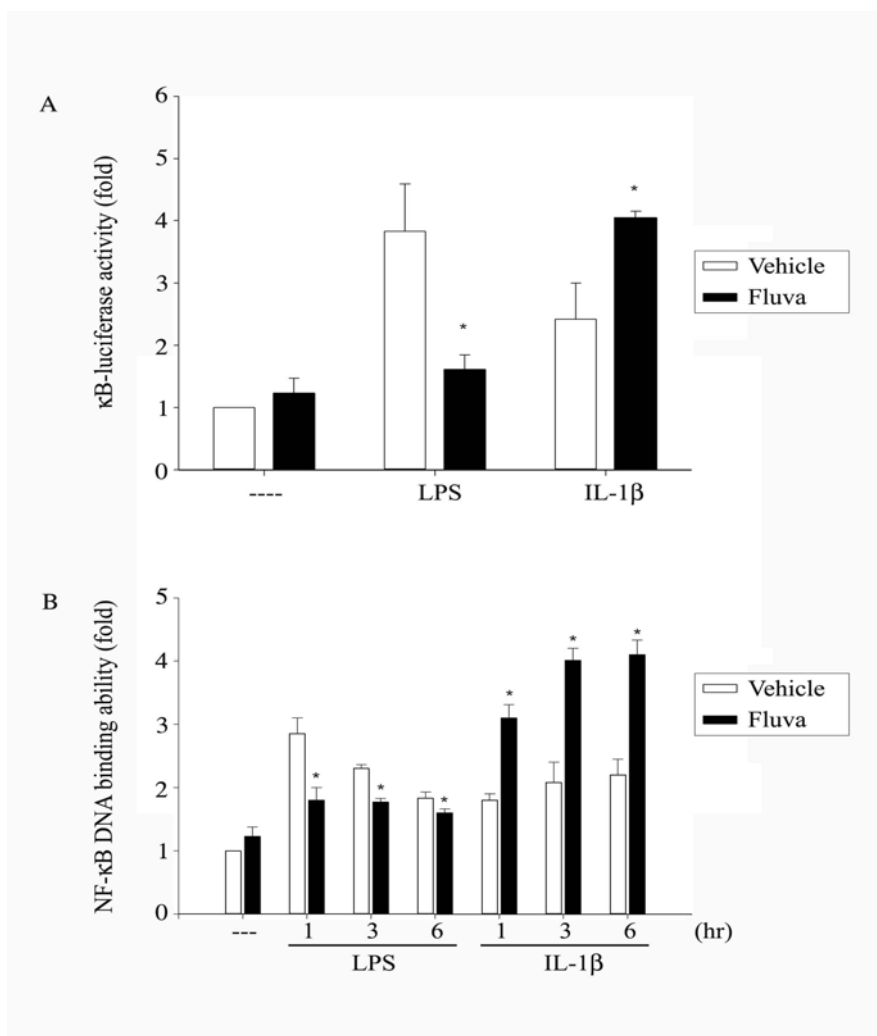 A
κB-luciferase activity (fold)
6
5
4
3
2
1
0
*
*
----
LPS
IL-1β
Vehicle
Fluva
B
NF-κB DNA binding ability (fold)
5
4
3
2
1
0
*
*
*
*
*
*
---
1 3 6 1 3 6 (hr)
LPS IL-1β
Vehicle
Fluva